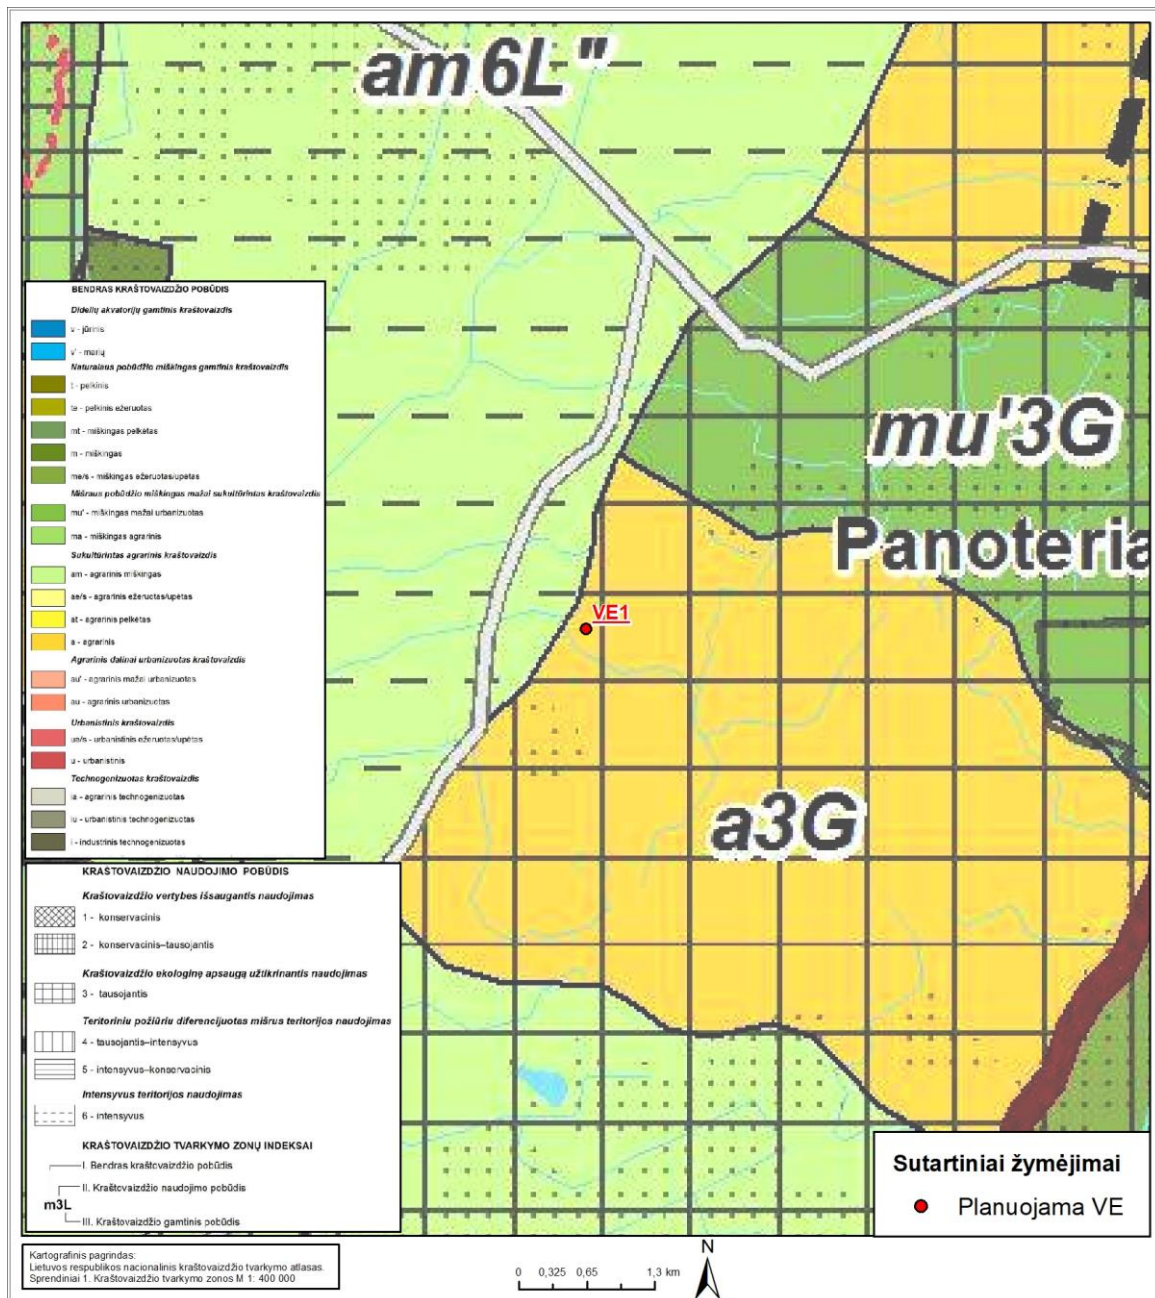 am 6L"
mu'3G
Panoteria
VE1
a3G
BENDRAS KRAŠTOVAIZDŽIO POBŪDIS
Didelių akvatorijų gamtinis kraštovaizdis
v - jūrinis
v' - marių
Natūralaus pobūdžio miškingas gamtinis kraštovaizdis
t - pelkinis
te - pelkinis ežeruotas
mt - miškingas pelkėtas
m - miškingas
me/s - miškingas ežeruotas/upėtas
Mišraus pobūdžio miškingas mažai sukultūrintas kraštovaizdis
mu' - miškingas mažai urbanizuotas
ma - miškingas agrarinis
Sukultūrintas agrarinis kraštovaizdis
am - agrarinis miškingas
ae/s - agrarinis ežeruotas/upėtas
at - agrarinis pelkėtas
a - agrarinis
Agrarinis dalinai urbanizuotas kraštovaizdis
au' - agrarinis mažai urbanizuotas
au - agrarinis urbanizuotas
Urbanistinis kraštovaizdis
ue/s - urbanistinis ežeruotas/upėtas
u - urbanistinis
Technogenizuotas kraštovaizdis
ia - agrarinis technogenizuotas
iu - urbanistinis technogenizuotas
i - industrinis technogenizuotas
KRAŠTOVAIZDŽIO NAUDOJIMO POBŪDIS
Kraštovaizdžio vertybes išsaugantis naudojimas
1 - konservacinis
2 - konservacinis–tausojantis
Kraštovaizdžio ekologinę apsaugą užtikrinantis naudojimas
3 - tausojantis
Teritoriniu požiūriu diferencijuotas mišrus teritorijos naudojimas
4 - tausojantis–intensyvus
5 - intensyvus–konservacinis
Intensyvus teritorijos naudojimas
6 - intensyvus
KRAŠTOVAIZDŽIO TVARKYMO ZONŲ INDEKSAI
I. Bendras kraštovaizdžio pobūdis
II. Kraštovaizdžio naudojimo pobūdis
m3L
III. Kraštovaizdžio gamtinis pobūdis
Sutartiniai žymėjimai
Planuojama VE
Kartografinis pagrindas:
Lietuvos respublikos nacionalinis kraštovaizdžio tvarkymo atlasas.
Sprendiniai 1. Kraštovaizdžio tvarkymo zonos M 1: 400 000
0 0,325 0,65 1,3 km
N